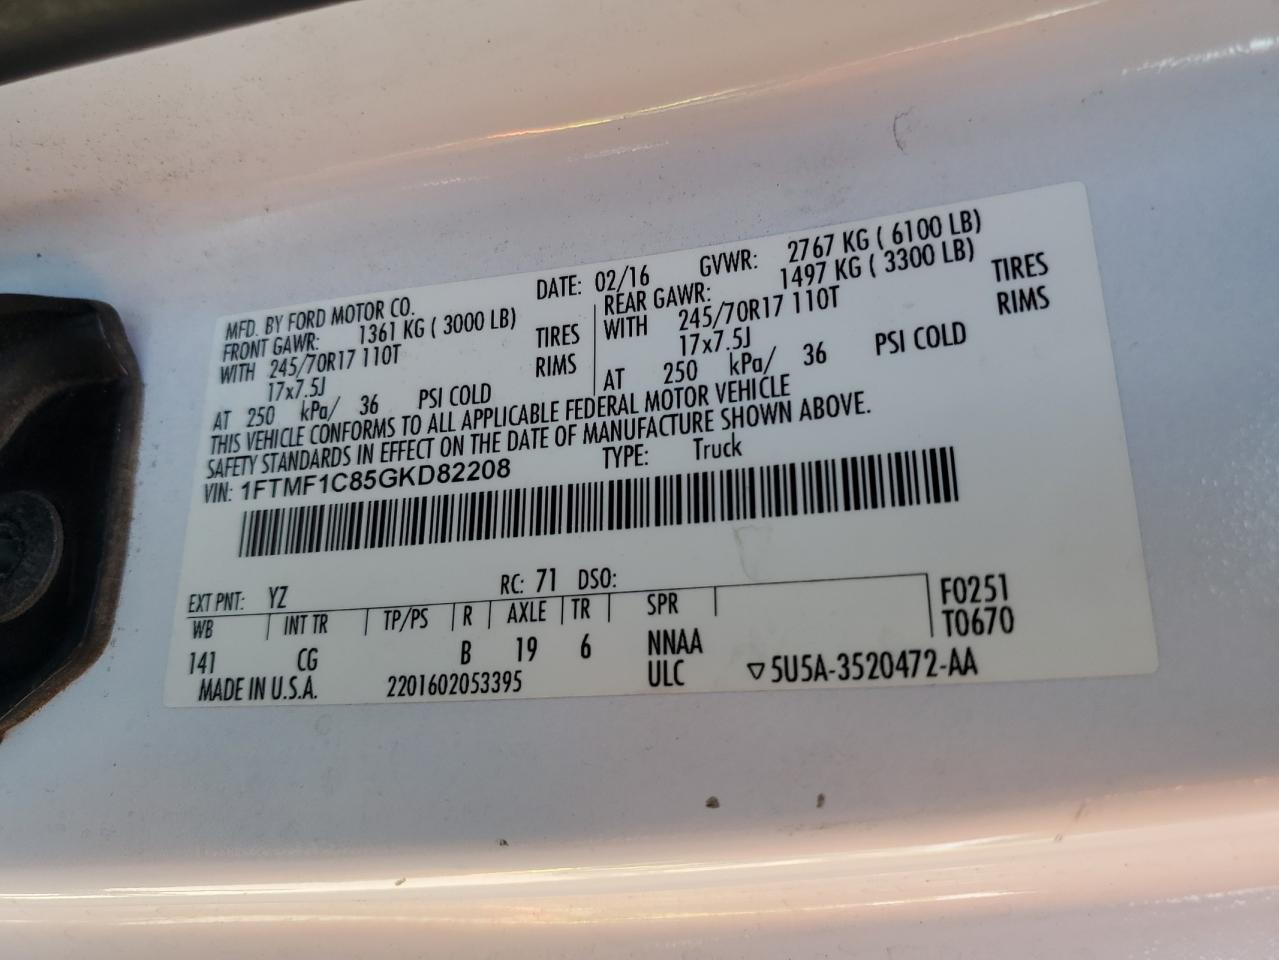 MFD. BY FORD MOTOR CO.
DATE: 02/16 GVWR: 2767 KG ( 6100 LB)
FRONT GAWR: 1361 KG ( 3000 LB)
WITH 245/70R17 110T TIRES
17x7.5J RIMS
AT 250 kPa/ 36 PSI COLD
REAR GAWR: 1497 KG ( 3300 LB)
WITH 245/70R17 110T TIRES
17x7.5J RIMS
AT 250 kPa/ 36 PSI COLD
THIS VEHICLE CONFORMS TO ALL APPLICABLE FEDERAL MOTOR VEHICLE
SAFETY STANDARDS IN EFFECT ON THE DATE OF MANUFACTURE SHOWN ABOVE.
VIN: 1FTMF1C85GKD82208 TYPE: Truck
EXT PNT: YZ RC: 71 DSO:
WB INT TR TP/PS R AXLE TR SPR F0251
T0670
141 CG B 19 6 NNAA
MADE IN U.S.A. 2201602053395 ULC ▽5U5A-3520472-AA